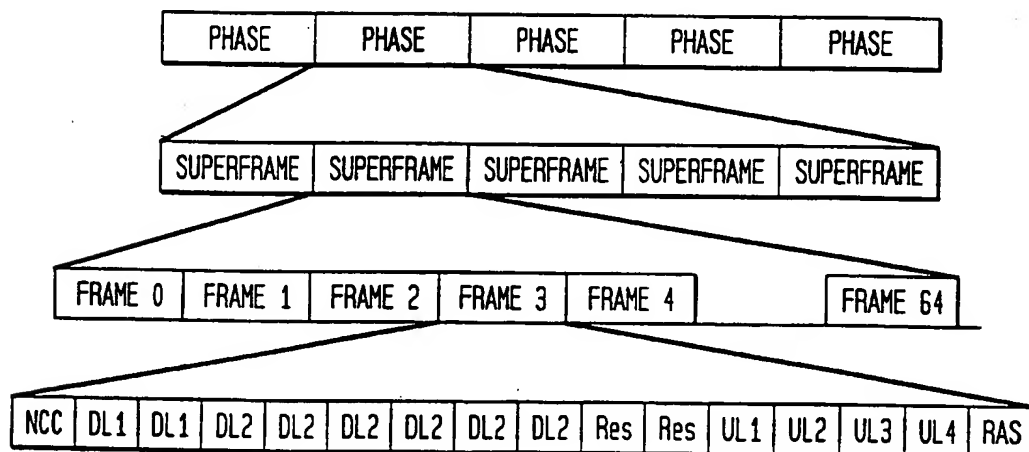 PHASE PHASE PHASE PHASE PHASE
SUPERFRAME SUPERFRAME SUPERFRAME SUPERFRAME SUPERFRAME
FRAME 0 FRAME 1 FRAME 2 FRAME 3 FRAME 4 FRAME 64
NCC DL1 DL1 DL2 DL2 DL2 DL2 DL2 DL2 Res Res UL1 UL2 UL3 UL4 RAS